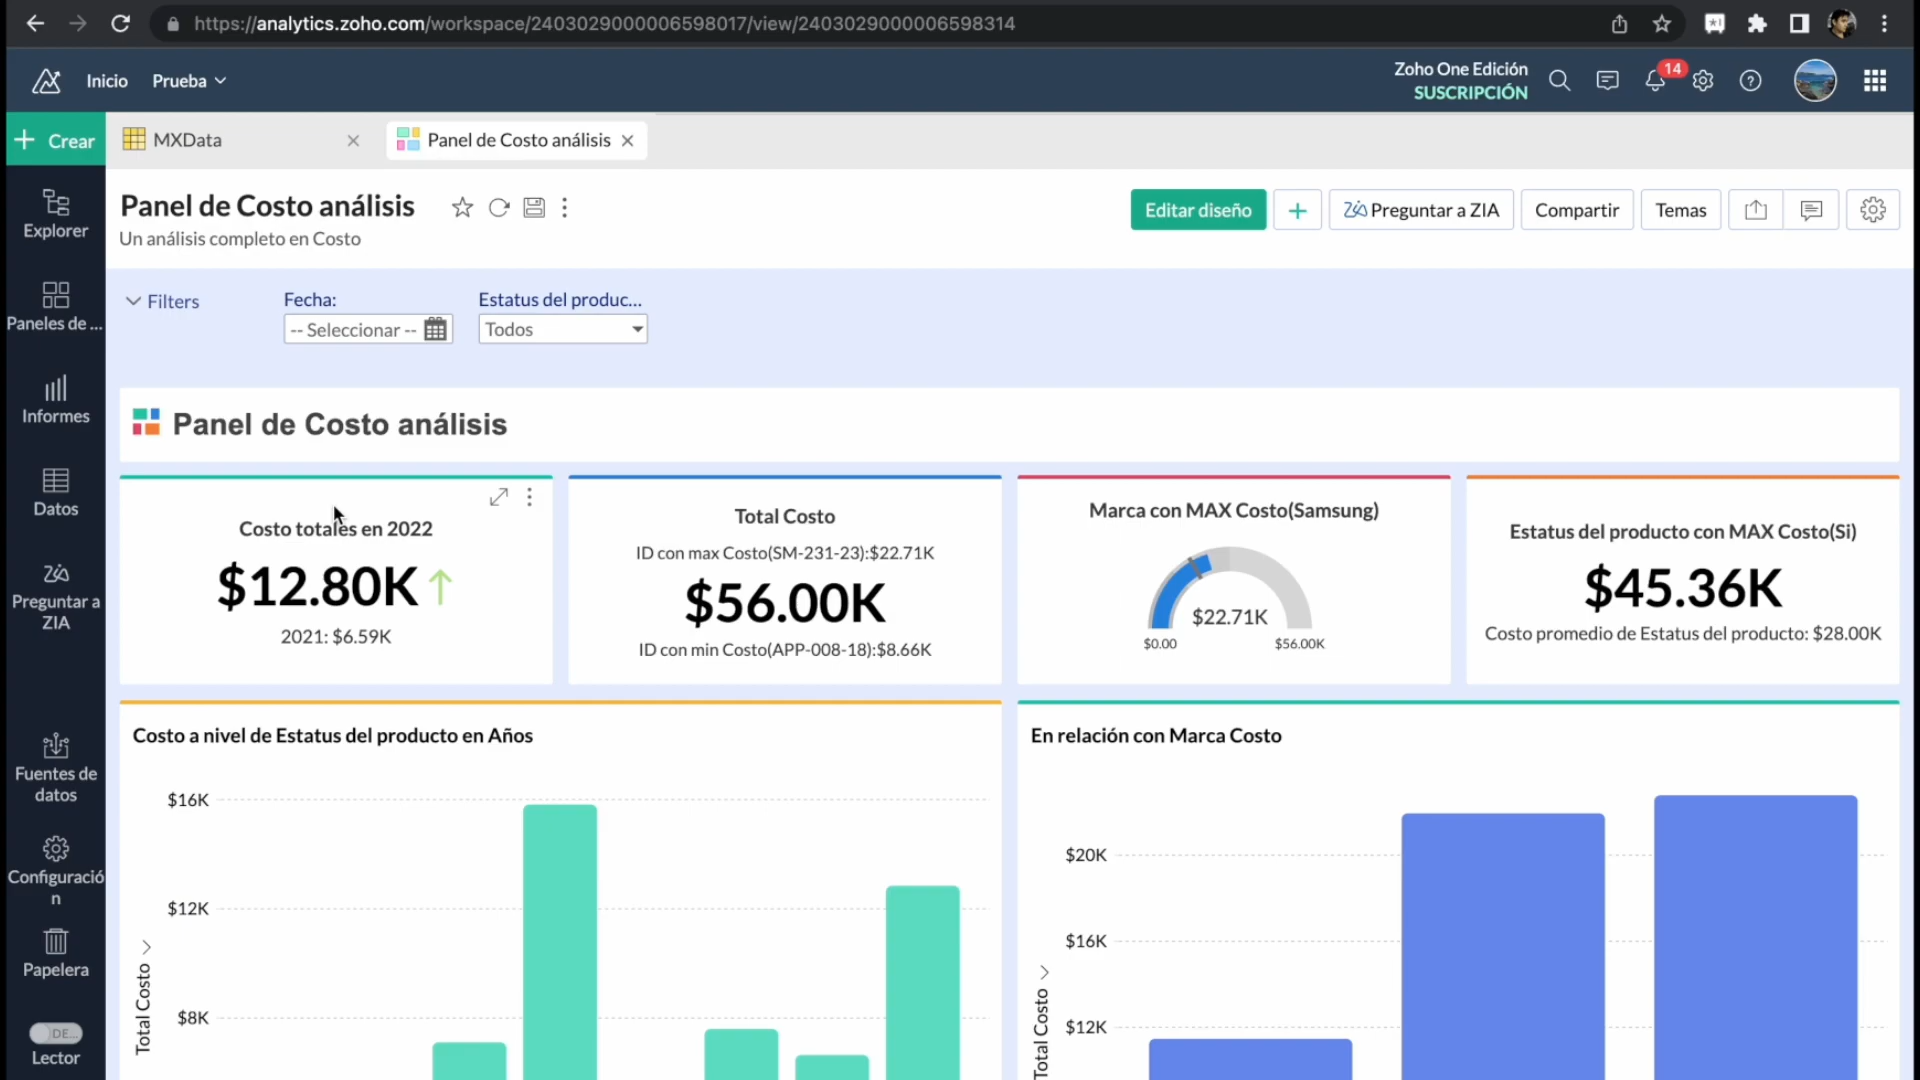 https://analytics.zoho.com/workspace/2403029000006598017/view/2403029000006598314
Inicio
Prueba
Zoho One Edición
SUSCRIPCIÓN
14
Crear
MXData
Panel de Costo análisis
Explorer
Paneles de ...
Informes
Datos
Preguntar a
ZIA
Fuentes de
datos
Configuració
n
Papelera
DE...
Lector
Panel de Costo análisis
Un análisis completo en Costo
Editar diseño
Preguntar a ZIA
Compartir
Temas
Filters
Fecha:
-- Seleccionar --
Estatus del produc...
Todos
Panel de Costo análisis
Costo totales en 2022
$12.80K
2021: $6.59K
Total Costo
ID con max Costo(SM-231-23):$22.71K
$56.00K
ID con min Costo(APP-008-18):$8.66K
Marca con MAX Costo(Samsung)
$22.71K
$0.00
$56.00K
Estatus del producto con MAX Costo(Si)
$45.36K
Costo promedio de Estatus del producto: $28.00K
Costo a nivel de Estatus del producto en Años
$16K
$12K
$8K
Total Costo
En relación con Marca Costo
$20K
$16K
$12K
Total Costo